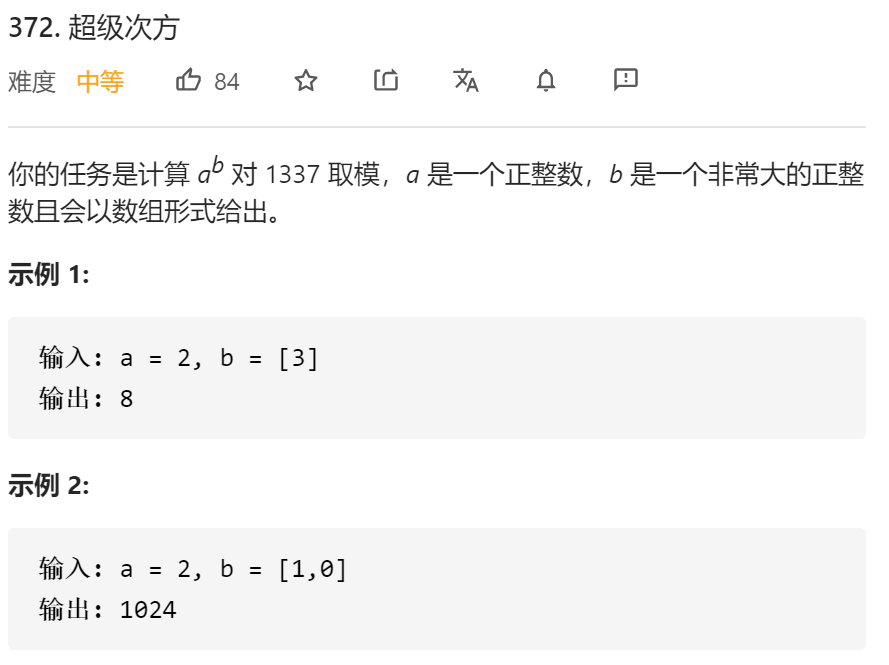 372. 超级次方
难度 中等 84 文A
你的任务是计算 a^b 对 1337 取模，a 是一个正整数，b 是一个非常大的正整
数且会以数组形式给出。
示例 1:
输入: a = 2, b = [3]
输出: 8
示例 2:
输入: a = 2, b = [1,0]
输出: 1024